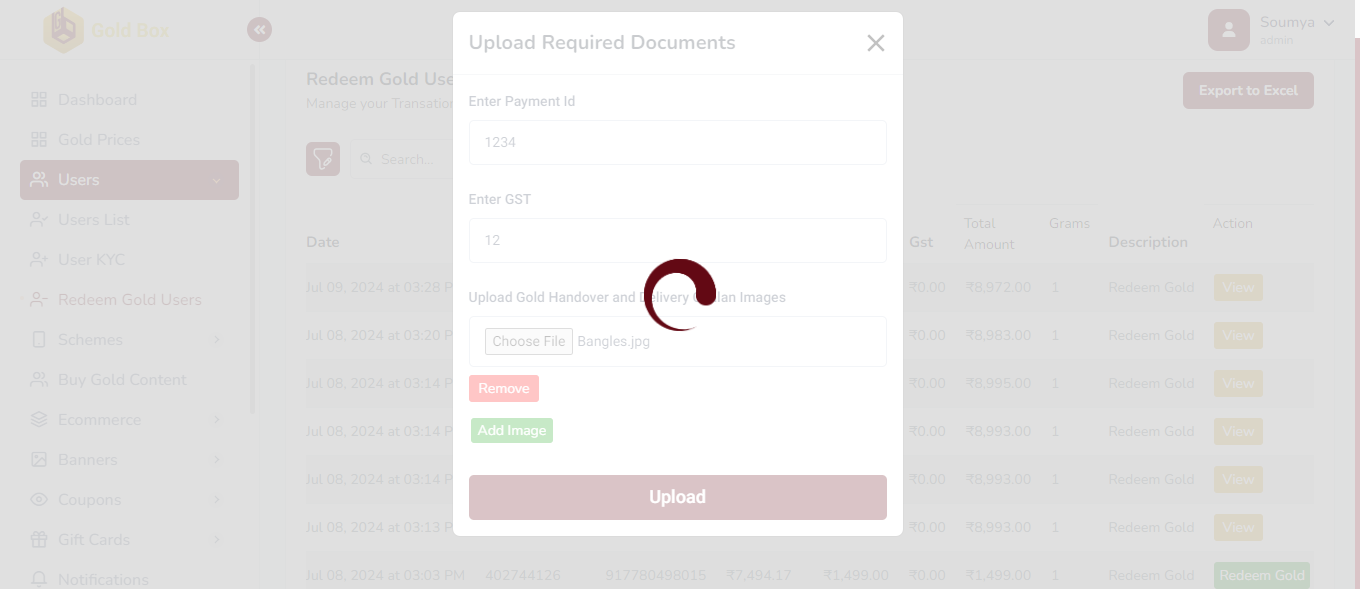 Gold Box
Soumya
admin
Dashboard
Gold Prices
Users
Users List
User KYC
Redeem Gold Users
Schemes
Buy Gold Content
Ecommerce
Banners
Coupons
Gift Cards
Notifications
Redeem Gold Use
Manage your Transatio
Export to Excel
Search...
Upload Required Documents
Enter Payment Id
1234
Enter GST
12
Upload Gold Handover and Images
Choose File Bangles.jpg
Remove
Add Image
Upload
Date Gst Total Amount Grams Description Action
Jul 09, 2024 at 03:28 P ₹0.00 ₹8,972.00 1 Redeem Gold View
Jul 08, 2024 at 03:20 P ₹0.00 ₹8,983.00 1 Redeem Gold View
Jul 08, 2024 at 03:14 P ₹0.00 ₹8,995.00 1 Redeem Gold View
Jul 08, 2024 at 03:14 P ₹0.00 ₹8,993.00 1 Redeem Gold View
Jul 08, 2024 at 03:14 P ₹0.00 ₹8,993.00 1 Redeem Gold View
Jul 08, 2024 at 03:13 P ₹0.00 ₹8,993.00 1 Redeem Gold View
Jul 08, 2024 at 03:03 PM 402744126 917780498015 ₹7,494.17 ₹1,499.00 ₹0.00 ₹1,499.00 1 Redeem Gold Redeem Gold